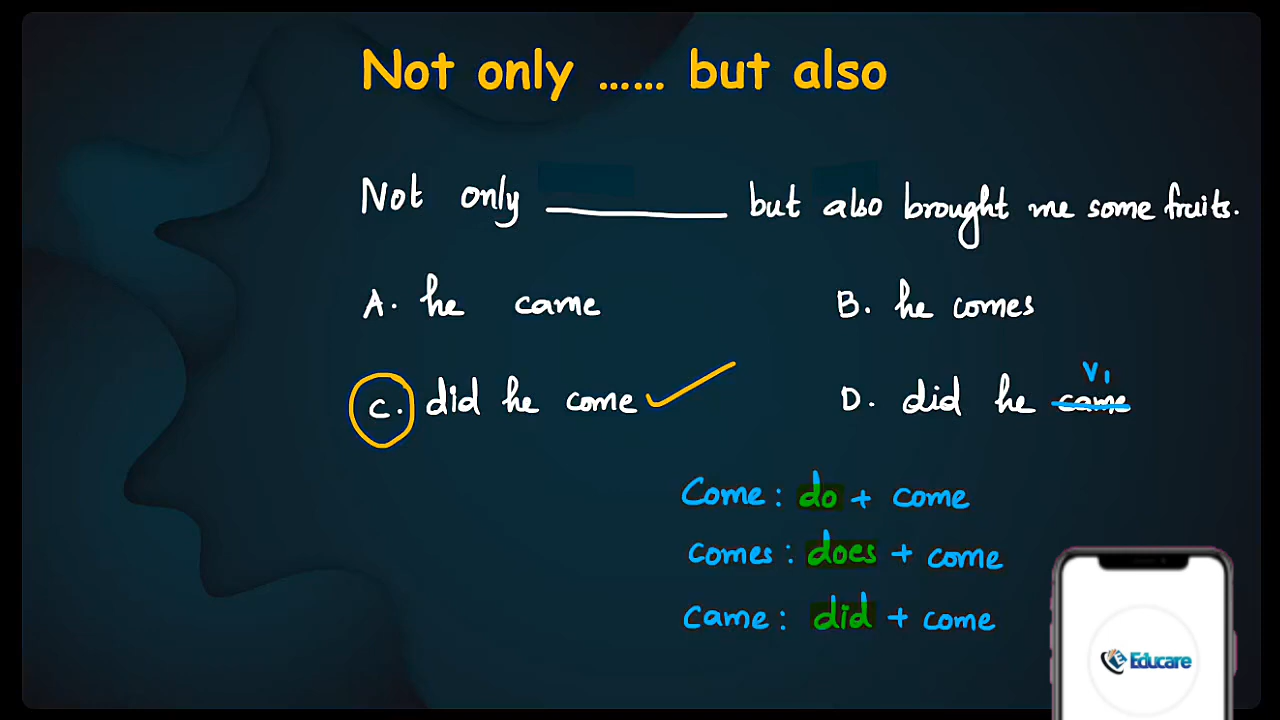 Not only ...... but also
Not only ________ but also brought me some fruits.
A. he came B. he comes
V1
C. did he come D. did he came
Come: do + come
comes: does + come
came: did + come
Educare